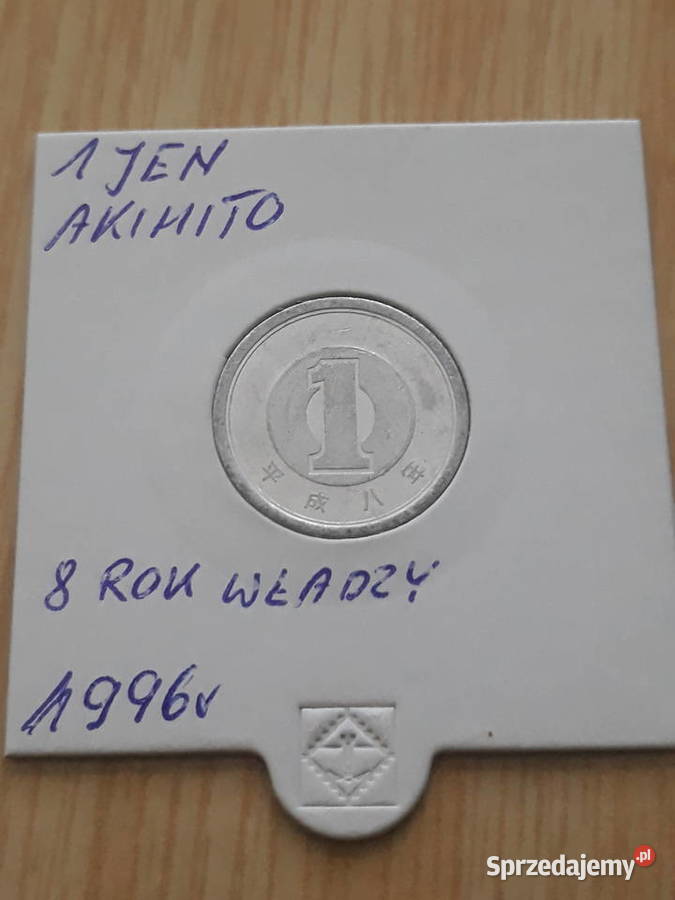 1 JEN
AKIHITO
1
平成八年
8 ROK WŁADZY
1996r
Sprzedajemy.pl